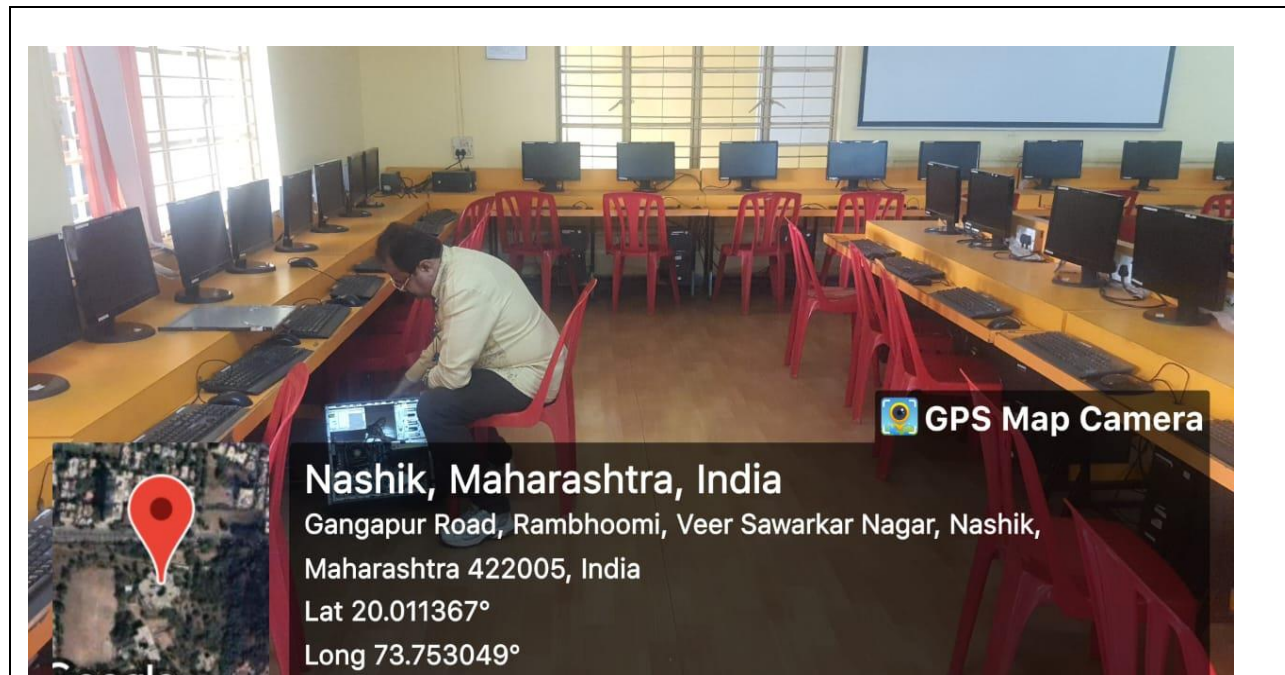 GPS Map Camera
Nashik, Maharashtra, India
Gangapur Road, Rambhoomi, Veer Sawarkar Nagar, Nashik,
Maharashtra 422005, India
Lat 20.011367°
Long 73.753049°